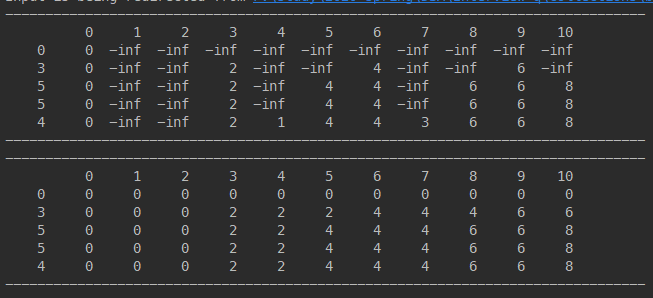 Input is being redirected from
0 1 2 3 4 5 6 7 8 9 10
0 0 -inf -inf -inf -inf -inf -inf -inf -inf -inf -inf
3 0 -inf -inf 2 -inf -inf 4 -inf -inf 6 -inf
5 0 -inf -inf 2 -inf 4 4 -inf 6 6 8
5 0 -inf -inf 2 -inf 4 4 -inf 6 6 8
4 0 -inf -inf 2 1 4 4 3 6 6 8
0 1 2 3 4 5 6 7 8 9 10
0 0 0 0 0 0 0 0 0 0 0 0
3 0 0 0 2 2 2 4 4 4 6 6
5 0 0 0 2 2 4 4 4 6 6 8
5 0 0 0 2 2 4 4 4 6 6 8
4 0 0 0 2 2 4 4 4 6 6 8